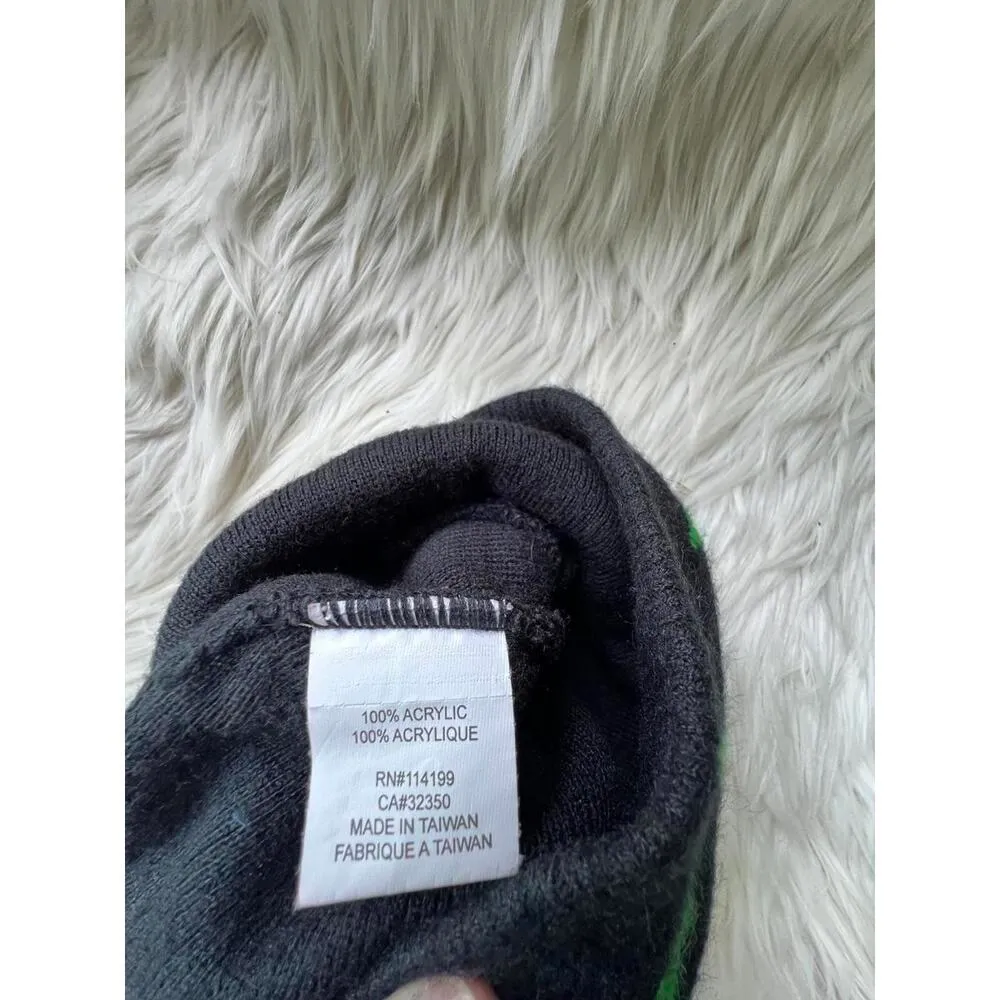 100% ACRYLIC
100% ACRYLIQUE
RN#114199
CA#32350
MADE IN TAIWAN
FABRIQUE A TAIWAN